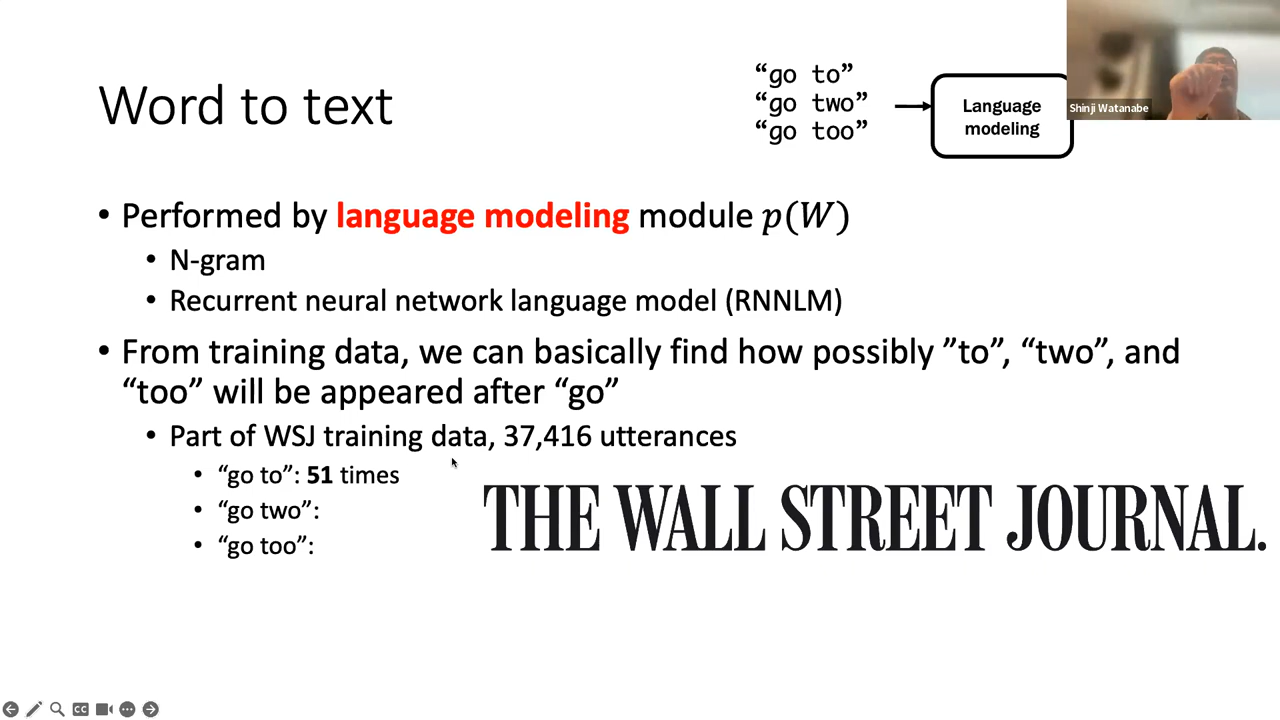 Word to text
“go to”
“go two”
“go too”
Language
modeling
Shinji Watanabe
• Performed by language modeling module p(W)
• N-gram
• Recurrent neural network language model (RNNLM)
• From training data, we can basically find how possibly ”to”, “two”, and
“too” will be appeared after “go”
• Part of WSJ training data, 37,416 utterances
• “go to”: 51 times
• “go two”:
• “go too”:
THE WALL STREET JOURNAL.
CC